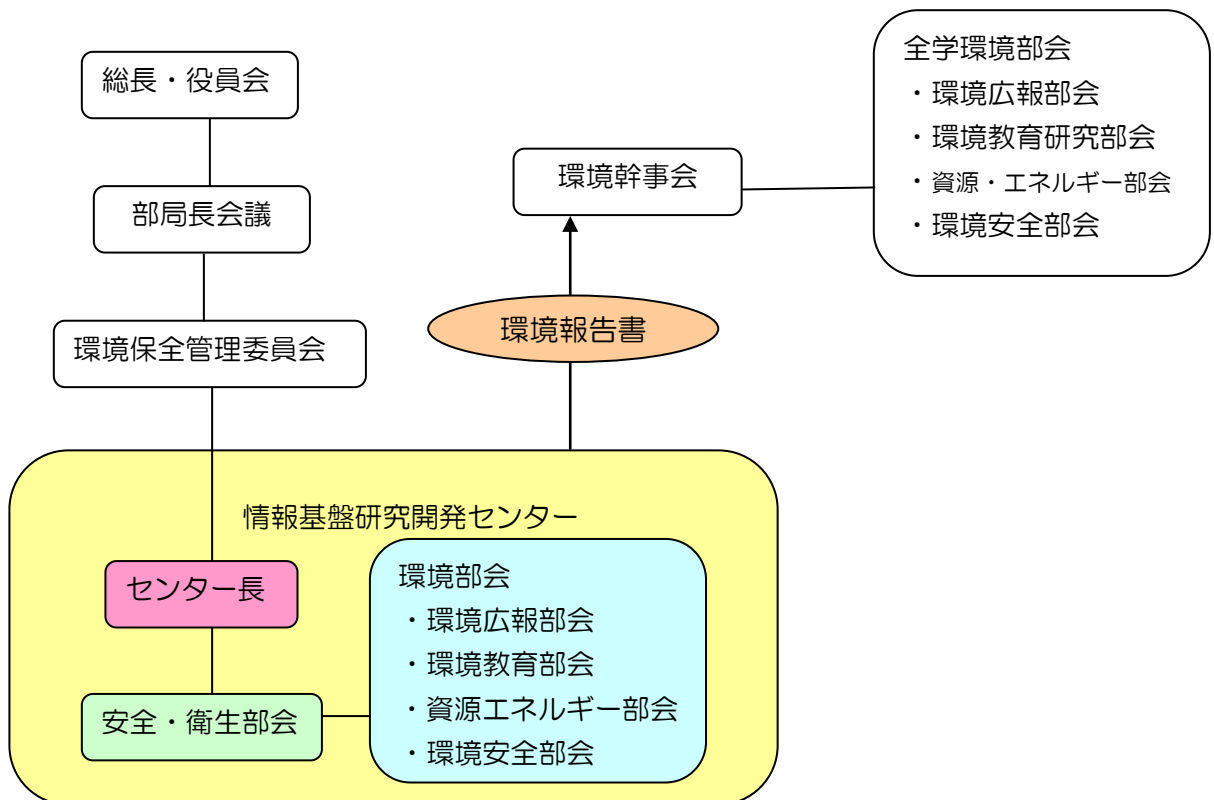 総長・役員会
部局長会議
環境保全管理委員会
環境幹事会
全学環境部会
・環境広報部会
・環境教育研究部会
・資源・エネルギー部会
・環境安全部会
環境報告書
情報基盤研究開発センター
センター長
安全・衛生部会
環境部会
・環境広報部会
・環境教育部会
・資源エネルギー部会
・環境安全部会